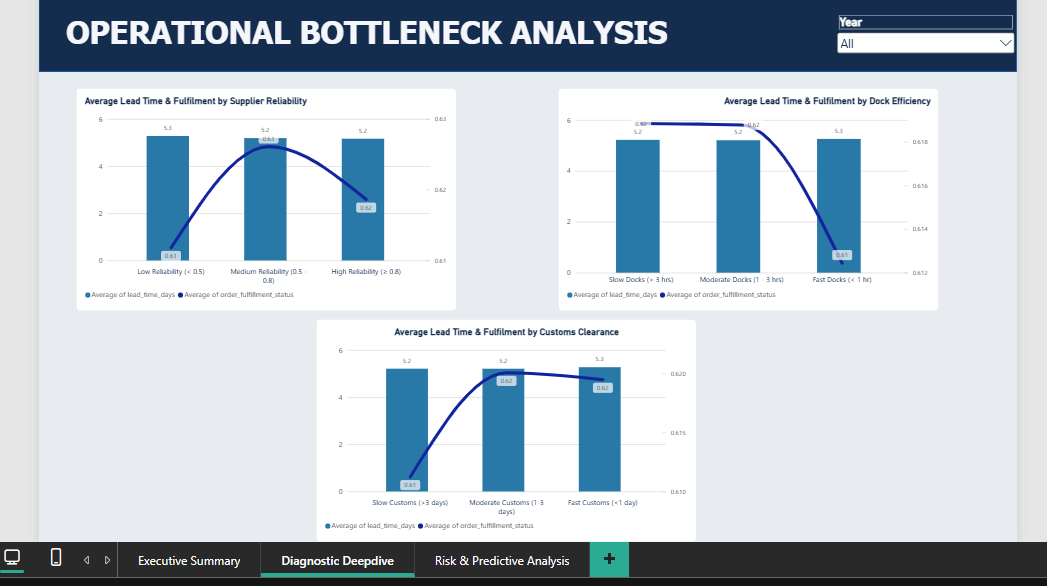 OPERATIONAL BOTTLENECK ANALYSIS
Year
All
Average Lead Time & Fulfilment by Supplier Reliability
6
4
2
0
5.3
5.2
5.2
0.61
0.63
0.62
0.63
0.62
0.61
Low Reliability (< 0.5)
Medium Reliability (0.5 -
0.8)
High Reliability (≥ 0.8)
Average of lead_time_days
Average of order_fulfillment_status
Average Lead Time & Fulfilment by Dock Efficiency
6
4
2
0
0.62
5.2
0.62
5.2
5.3
0.61
0.618
0.616
0.614
0.612
Slow Docks (> 3 hrs)
Moderate Docks (1 - 3 hrs)
Fast Docks (< 1 hr)
Average of lead_time_days
Average of order_fulfillment_status
Average Lead Time & Fulfilment by Customs Clearance
6
4
2
0
5.2
5.2
5.3
0.61
0.62
0.62
0.620
0.615
0.610
Slow Customs (>3 days)
Moderate Customs (1-3
days)
Fast Customs (<1 day)
Average of lead_time_days
Average of order_fulfillment_status
Executive Summary
Diagnostic Deepdive
Risk & Predictive Analysis
+